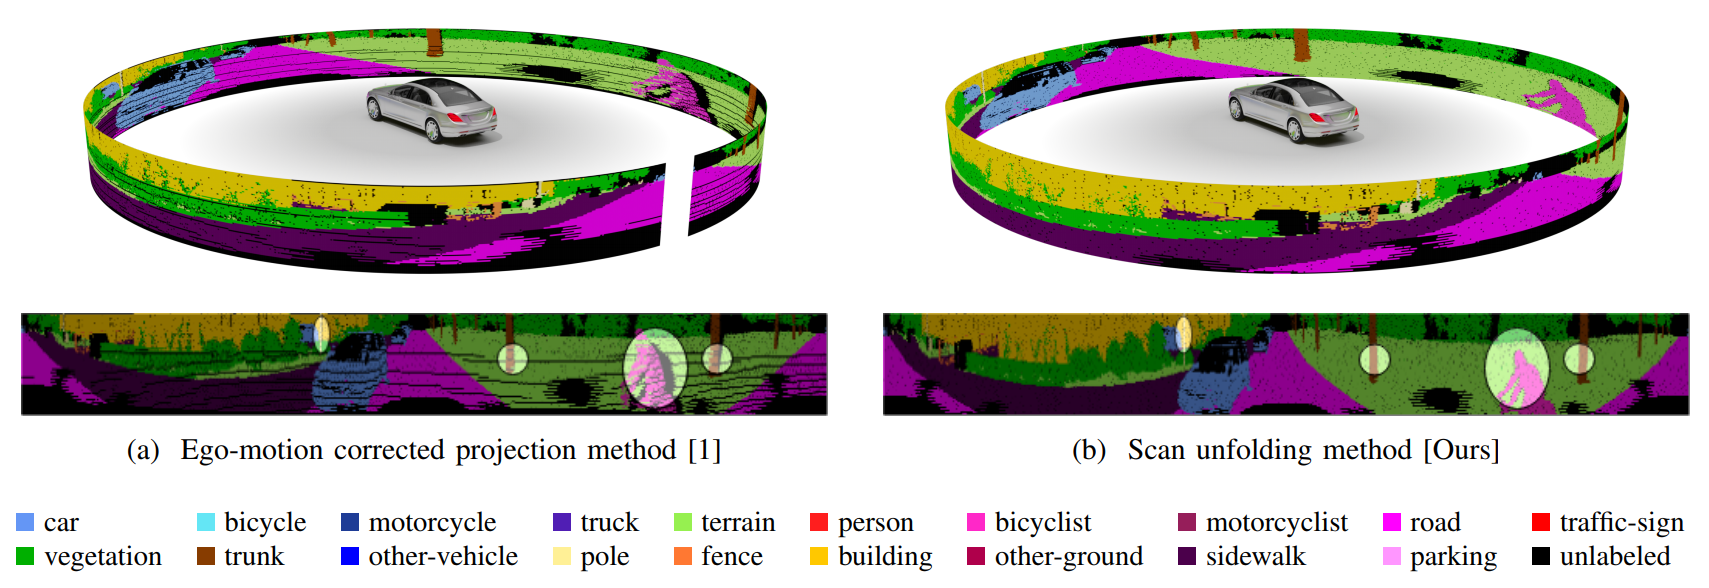 (a) Ego-motion corrected projection method [1]
(b) Scan unfolding method [Ours]
car bicycle motorcycle truck terrain person bicyclist motorcyclist road traffic-sign
vegetation trunk other-vehicle pole fence building other-ground sidewalk parking unlabeled